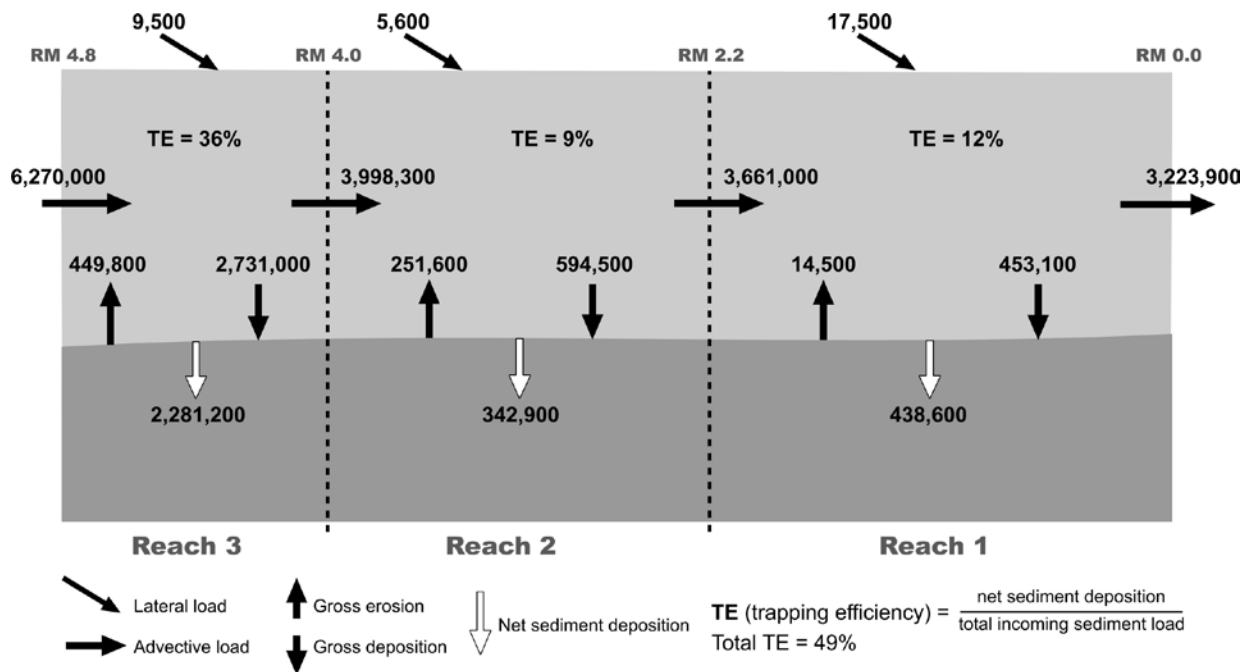 9,500
5,600
17,500
RM 4.8
RM 4.0
RM 2.2
RM 0.0
TE = 36%
TE = 9%
TE = 12%
6,270,000
3,998,300
3,661,000
3,223,900
449,800
2,731,000
251,600
594,500
14,500
453,100
2,281,200
342,900
438,600
Reach 3
Reach 2
Reach 1
Lateral load
Advective load
Gross erosion
Gross deposition
Net sediment deposition
TE (trapping efficiency) = net sediment deposition
total incoming sediment load
Total TE = 49%